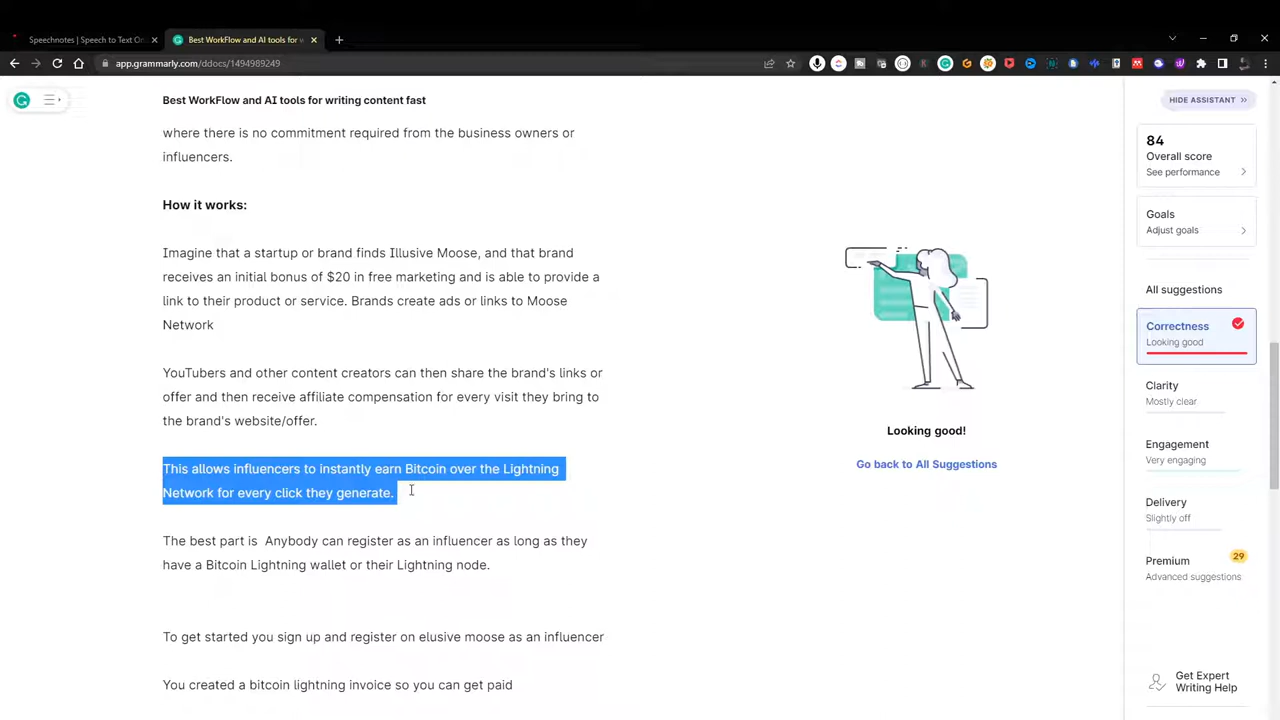 Speechnotes | Speech to Text On
Best WorkFlow and AI tools for w
app.grammarly.com/ddocs/1494989249
Best WorkFlow and AI tools for writing content fast
HIDE ASSISTANT
where there is no commitment required from the business owners or
influencers.
How it works:
Imagine that a startup or brand finds Illusive Moose, and that brand
receives an initial bonus of $20 in free marketing and is able to provide a
link to their product or service. Brands create ads or links to Moose
Network
YouTubers and other content creators can then share the brand's links or
offer and then receive affiliate compensation for every visit they bring to
the brand's website/offer.
This allows influencers to instantly earn Bitcoin over the Lightning
Network for every click they generate.
The best part is  Anybody can register as an influencer as long as they
have a Bitcoin Lightning wallet or their Lightning node.
To get started you sign up and register on elusive moose as an influencer
You created a bitcoin lightning invoice so you can get paid
Looking good!
Go back to All Suggestions
84
Overall score
See performance
Goals
Adjust goals
All suggestions
Correctness
Looking good
Clarity
Mostly clear
Engagement
Very engaging
Delivery
Slightly off
Premium
29
Advanced suggestions
Get Expert
Writing Help